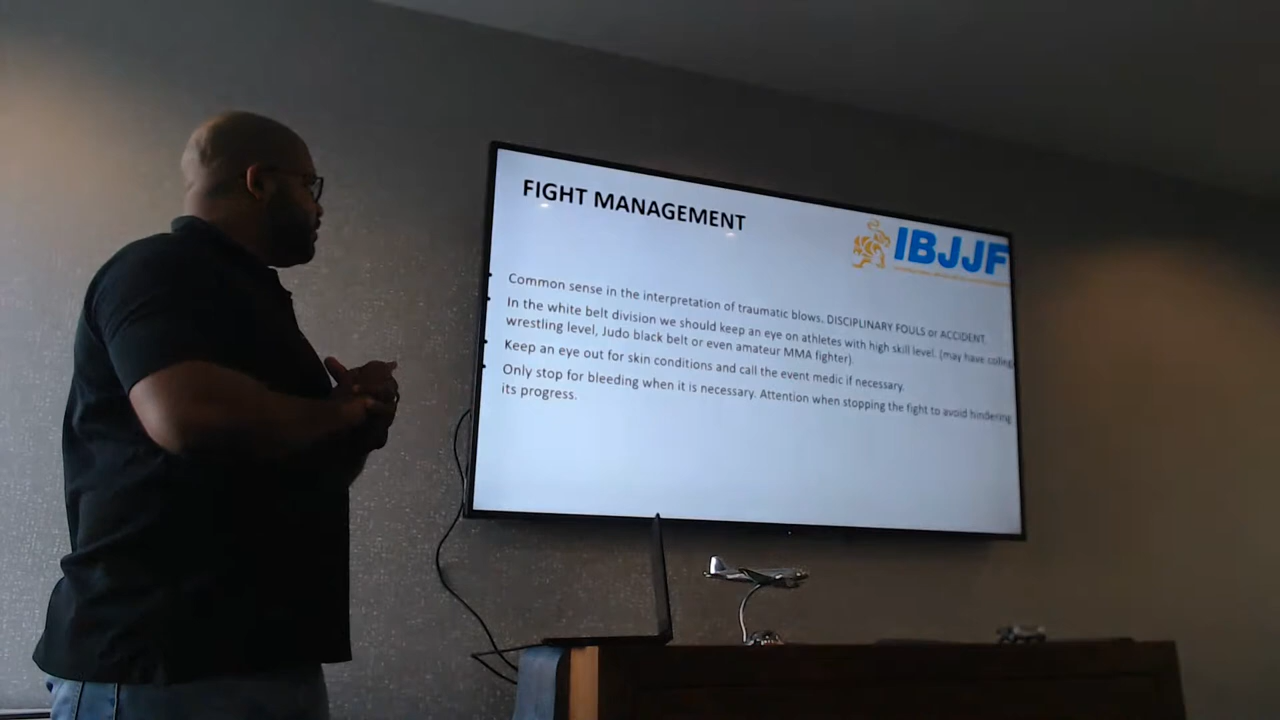 FIGHT MANAGEMENT
IBJJF
Common sense in the interpretation of traumatic blows. DISCIPLINARY FOULS or ACCIDENT.
In the white belt division we should keep an eye on athletes with high skill level. (may have colleg
wrestling level, Judo black belt or even amateur MMA fighter).
Keep an eye out for skin conditions and call the event medic if necessary.
Only stop for bleeding when it is necessary. Attention when stopping the fight to avoid hindering
its progress.